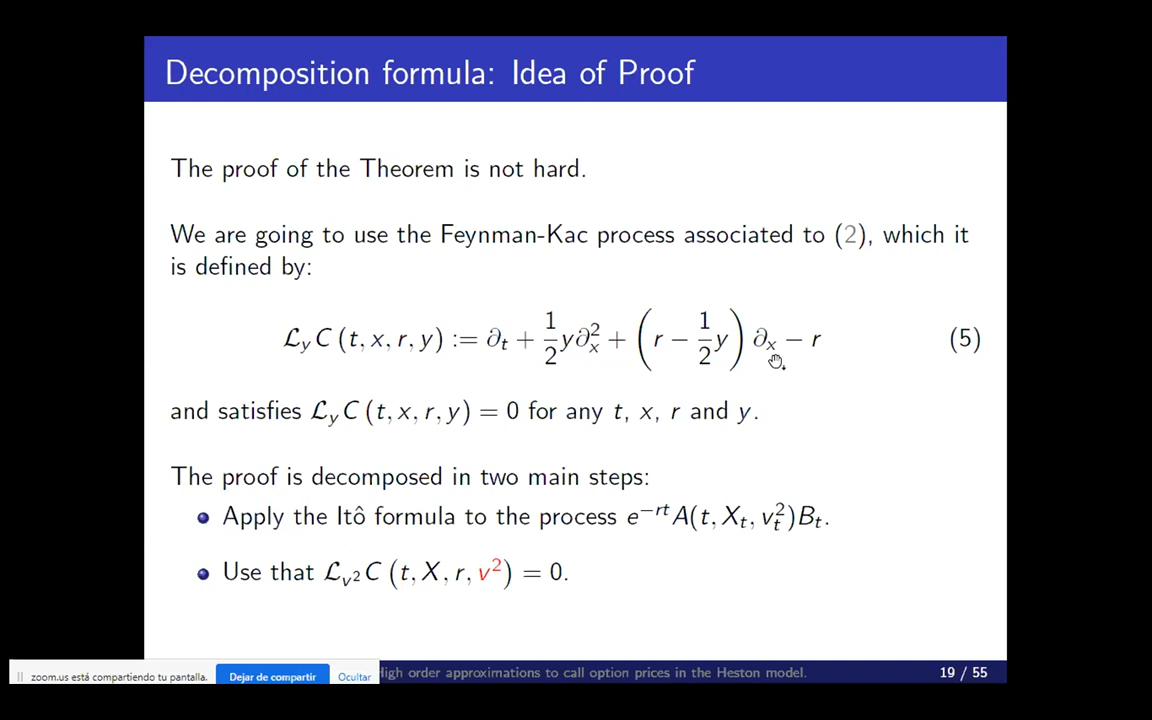 Decomposition formula: Idea of Proof
The proof of the Theorem is not hard.
We are going to use the Feynman-Kac process associated to (2), which it
is defined by:
ℒ_y C (t, x, r, y) := ∂_t + 1/2 y∂_x^2 + (r − 1/2 y) ∂_x − r (5)
and satisfies ℒ_y C (t, x, r, y) = 0 for any t, x, r and y.
The proof is decomposed in two main steps:
Apply the Itô formula to the process e^{−rt}A(t, X_t, v_t^2)B_t.
Use that ℒ_{v^2} C (t, X, r, v^2) = 0.
zoom.us está compartiendo tu pantalla. Dejar de compartir Ocultar
High order approximations to call option prices in the Heston model. 19 / 55